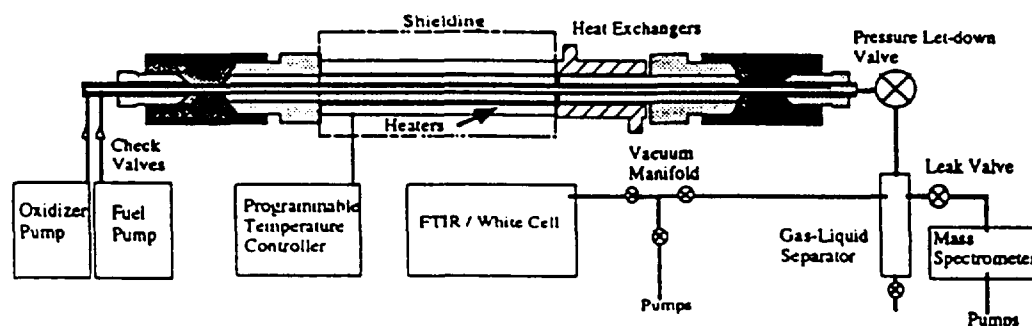 Shielding
Heat Exchangers
Pressure Let-down
Valve
Heaters
Check
Valves
Vacuum
Manifold
Leak Valve
Oxidizer
Pump
Fuel
Pump
Programmable
Temperature
Controller
FTIR / White Cell
Gas-Liquid
Separator
Mass
Spectrometer
Pumps
Pumps